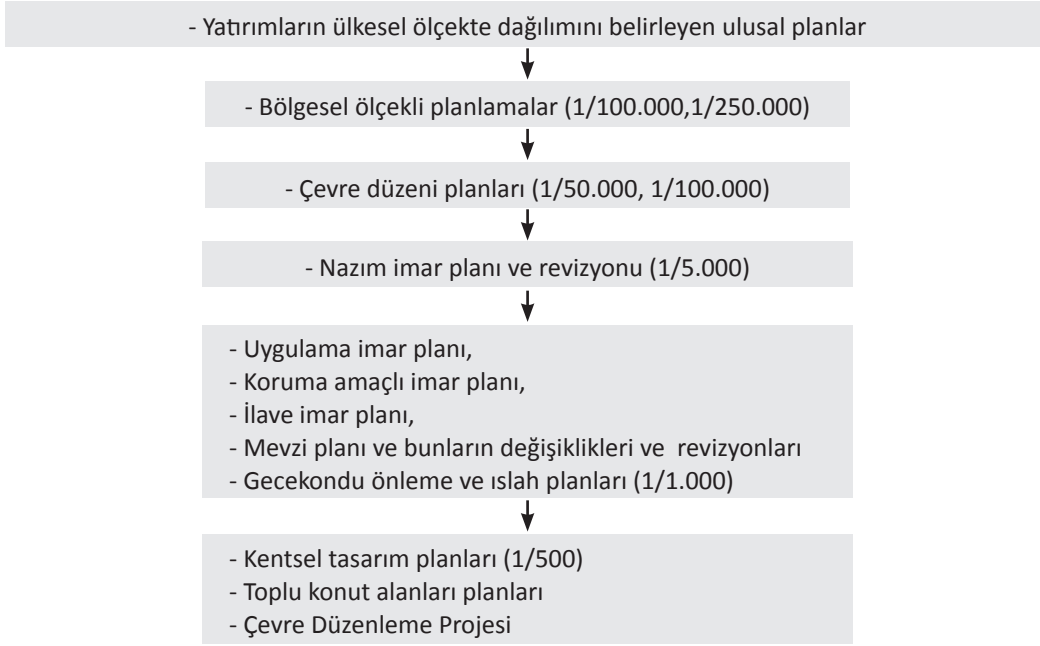 - Yatırımların ülkesel ölçekte dağılımını belirleyen ulusal planlar
- Bölgesel ölçekli planlamalar (1/100.000,1/250.000)
- Çevre düzeni planları (1/50.000, 1/100.000)
- Nazım imar planı ve revizyonu (1/5.000)
- Uygulama imar planı,
- Koruma amaçlı imar planı,
- İlave imar planı,
- Mevzi planı ve bunların değişiklikleri ve revizyonları
- Gecekondu önleme ve ıslah planları (1/1.000)
- Kentsel tasarım planları (1/500)
- Toplu konut alanları planları
- Çevre Düzenleme Projesi